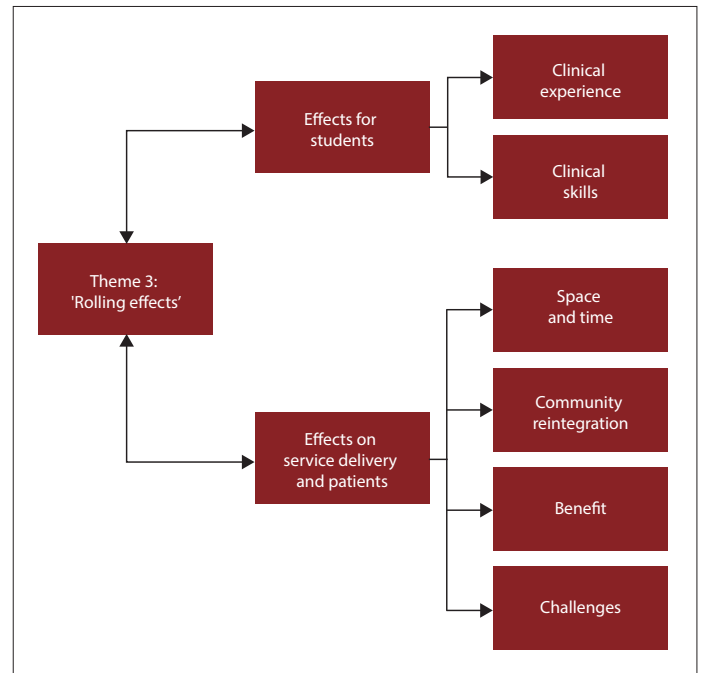 Theme 3:
'Rolling effects’
Effects for
students
Clinical
experience
Clinical
skills
Effects on
service delivery
and patients
Space
and time
Community
reintegration
Benefit
Challenges